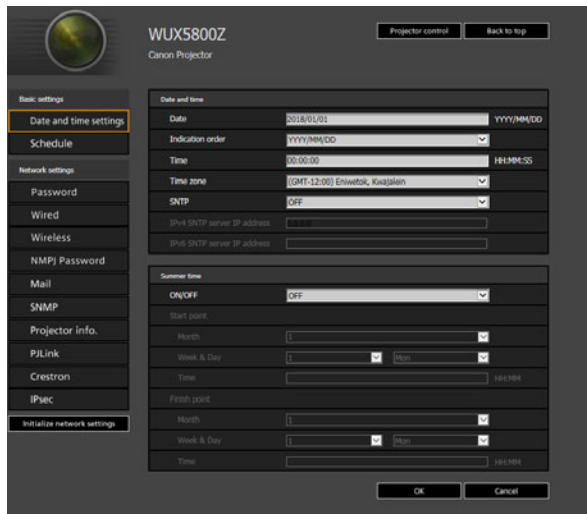 WUX5800Z
Canon Projector
Projector control
Back to top
Basic settings
Date and time settings
Schedule
Network settings
Password
Wired
Wireless
NMPJ Password
Mail
SNMP
Projector info.
PJLink
Crestron
IPsec
Initialize network settings
Date and time
Date 2018/01/01 YYYY/MM/DD
Indication order YYYY/MM/DD
Time 00:00:00 HH:MM:SS
Time zone (GMT-12:00) Eniwetok, Kwajalein
SNTP OFF
IPv4 SNTP server IP address
IPv6 SNTP server IP address
Summer time
ON/OFF OFF
Start point
Month 1
Week & Day 1 Mon
Time HH:MM
Finish point
Month 1
Week & Day 1 Mon
Time HH:MM
OK
Cancel